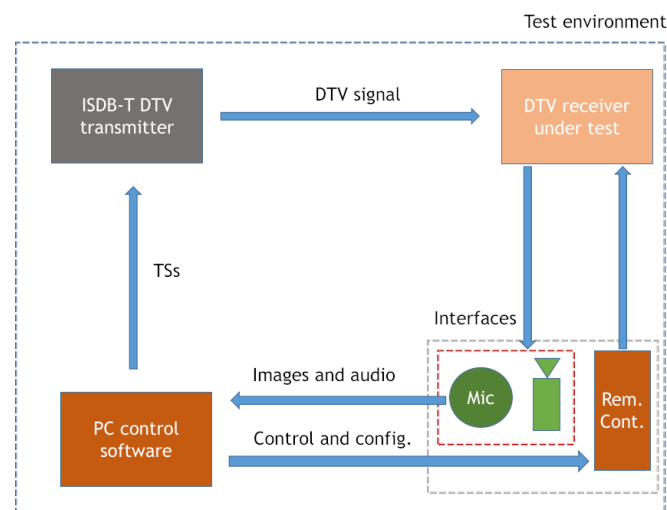 Test environment
ISDB-T DTV
transmitter
DTV signal
DTV receiver
under test
TSs
Interfaces
Images and audio
Mic
Rem.
Cont.
PC control
software
Control and config.